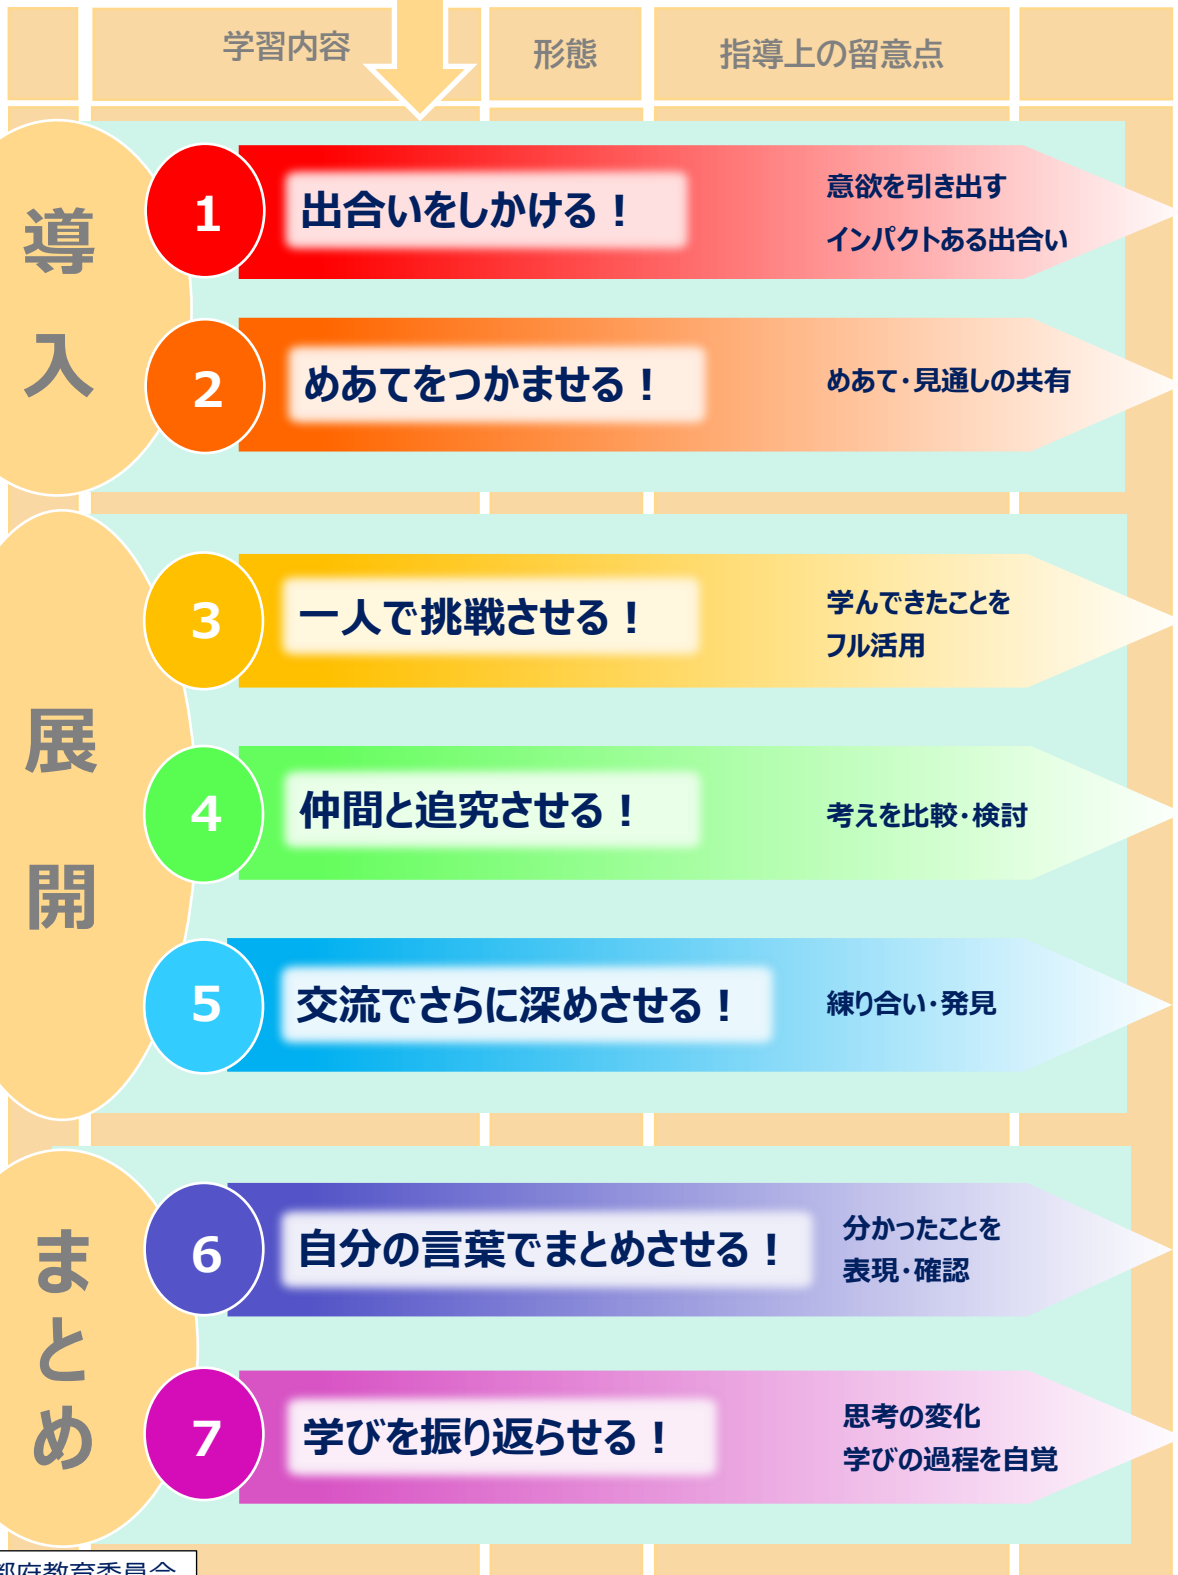 学習内容
形態
指導上の留意点
導入
1
出合いをしかける！
意欲を引き出す
インパクトある出合い
2
めあてをつかませる！
めあて・見通しの共有
展開
3
一人で挑戦させる！
学んできたことを
フル活用
4
仲間と追究させる！
考えを比較・検討
5
交流でさらに深めさせる！
練り合い・発見
まとめ
6
自分の言葉でまとめさせる！
分かったことを
表現・確認
7
学びを振り返らせる！
思考の変化
学びの過程を自覚
都府教育委員会